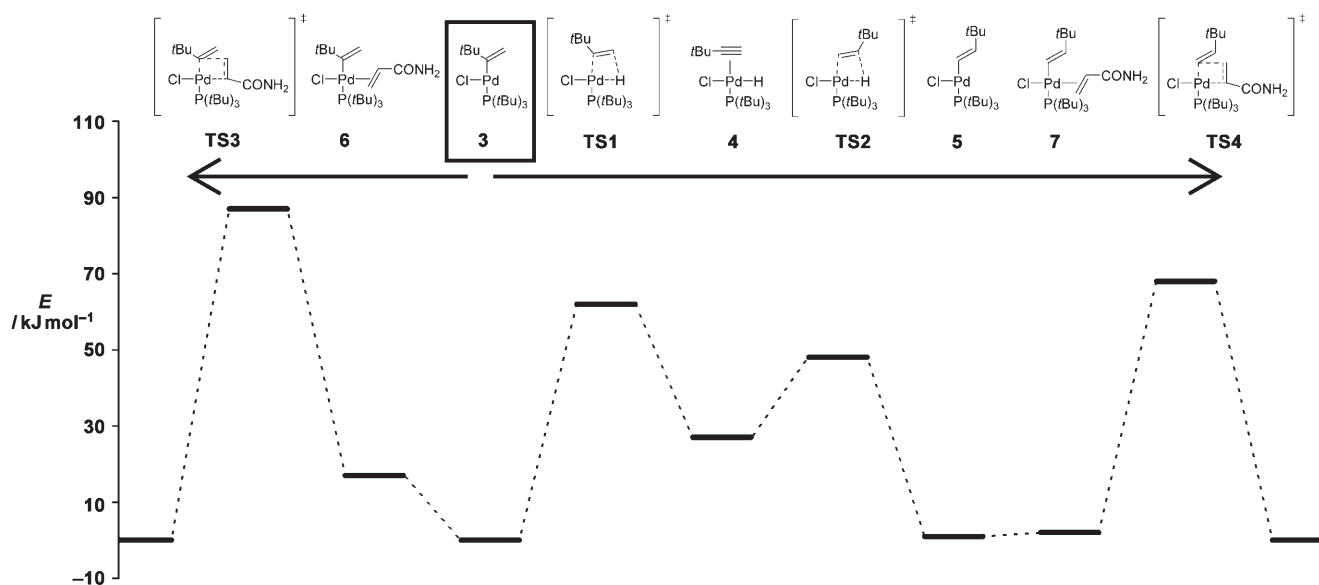 ‡ ‡ ‡ ‡
tBu tBu tBu tBu tBu tBu tBu tBu tBu
Cl Pd CONH2 Cl Pd CONH2 Cl Pd Cl Pd H Cl Pd H Cl Pd H Cl Pd Cl Pd CONH2 Cl Pd CONH2
P(tBu)3 P(tBu)3 P(tBu)3 P(tBu)3 P(tBu)3 P(tBu)3 P(tBu)3 P(tBu)3 P(tBu)3
TS3 6 3 TS1 4 TS2 5 7 TS4
110
90
70
E
/ kJ mol–1
50
30
10
–10